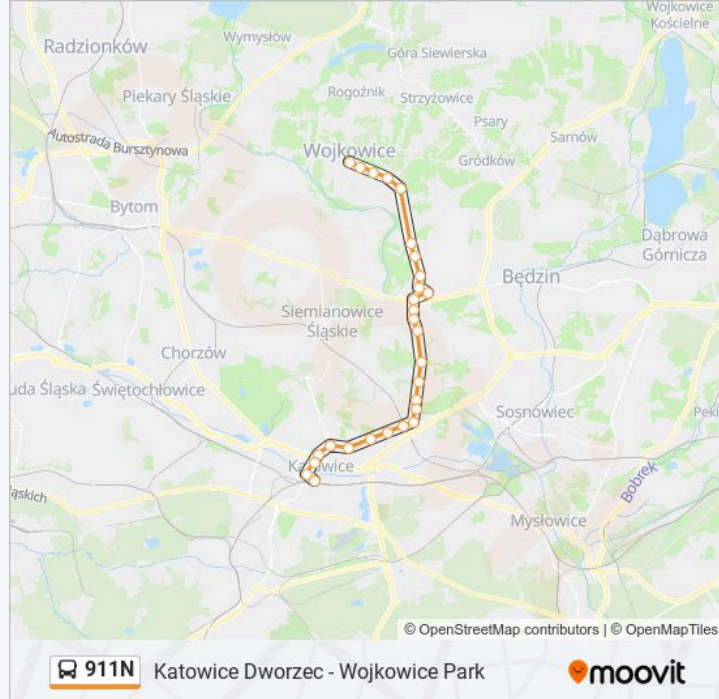 Wojkowice
Kościelne
Radzionków
Wymysłów
Góra Siewierska
Piekary Śląskie
Rogoźnik
Strzyżowice
Psary
Sarnów
Autostrada Bursztynowa
Wojkowice
Gródków
Bytom
Dąbrowa
Górnicza
Będzin
Siemianowice
Śląskie
Chorzów
uda Śląska
Świętochłowice
Sosnowiec
Peki
Katowice
ląskich
Bobrek
Mysłowice
© OpenStreetMap contributors | © OpenMapTiles
911N
Katowice Dworzec - Wojkowice Park
moovit